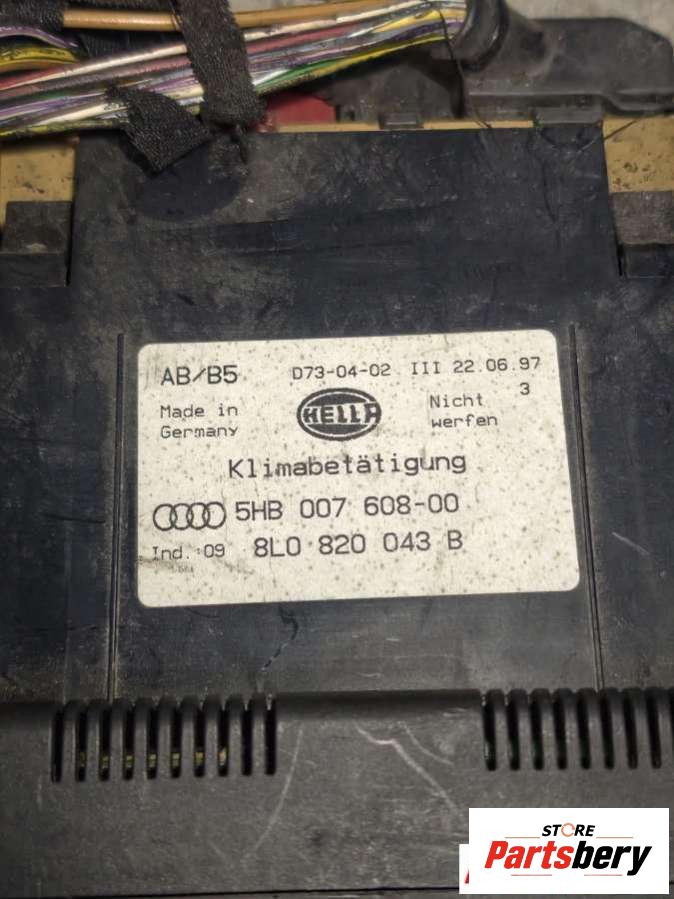 AB/B5 D73-04-02 III 22.06.97
3
Made in Germany
HELLA
Nicht werfen
Klimabetätigung
5HB 007 608-00
Ind.:09 8L0 820 043 B
STORE
Partsbery